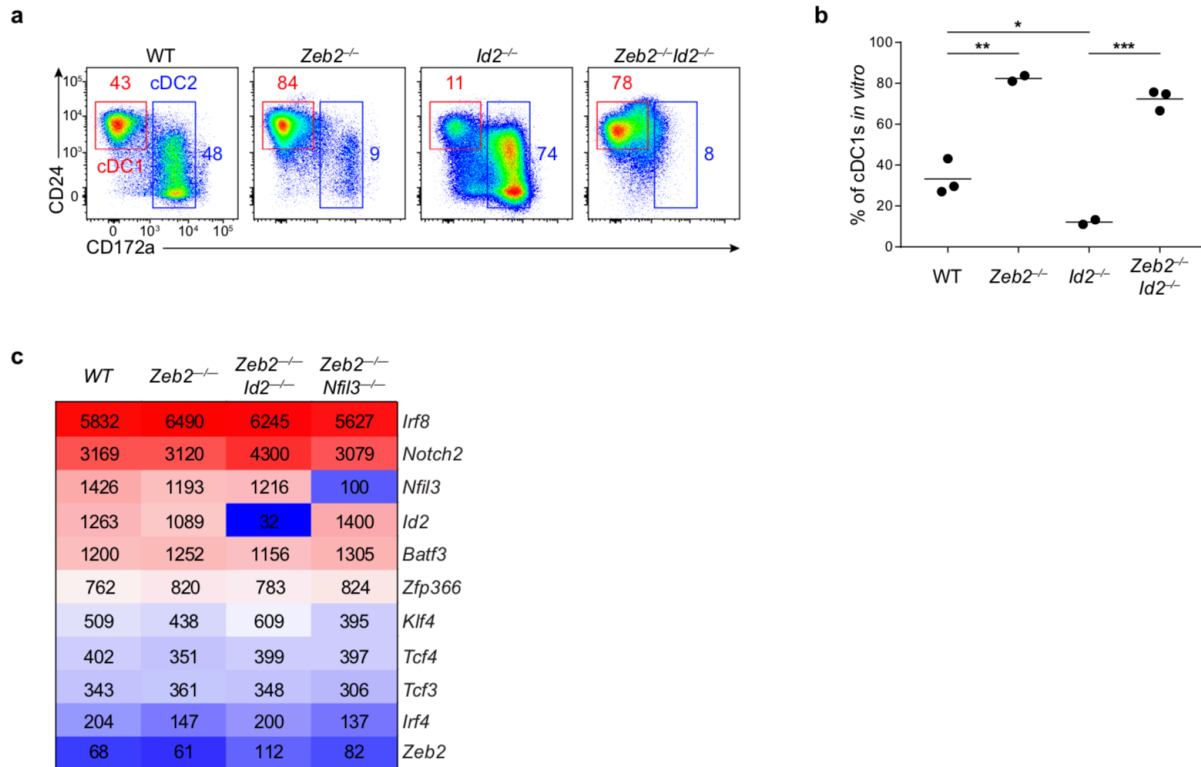 a
WT
Zeb2–/–
Id2–/–
Zeb2–/–Id2–/–
43
cDC2
84
11
78
10⁵
10⁴
10³
0
cDC1
48
9
74
8
0 10³ 10⁴ 10⁵
CD24
CD172a
b
*
** ***
% of cDC1s in vitro
100
80
60
40
20
0
WT Zeb2–/– Id2–/– Zeb2–/–
Id2–/–
c
WT Zeb2–/– Zeb2–/– Id2–/– Zeb2–/– Nfil3–/–
5832 6490 6245 5627 Irf8
3169 3120 4300 3079 Notch2
1426 1193 1216 100 Nfil3
1263 1089 32 1400 Id2
1200 1252 1156 1305 Batf3
762 820 783 824 Zfp366
509 438 609 395 Klf4
402 351 399 397 Tcf4
343 361 348 306 Tcf3
204 147 200 137 Irf4
68 61 112 82 Zeb2